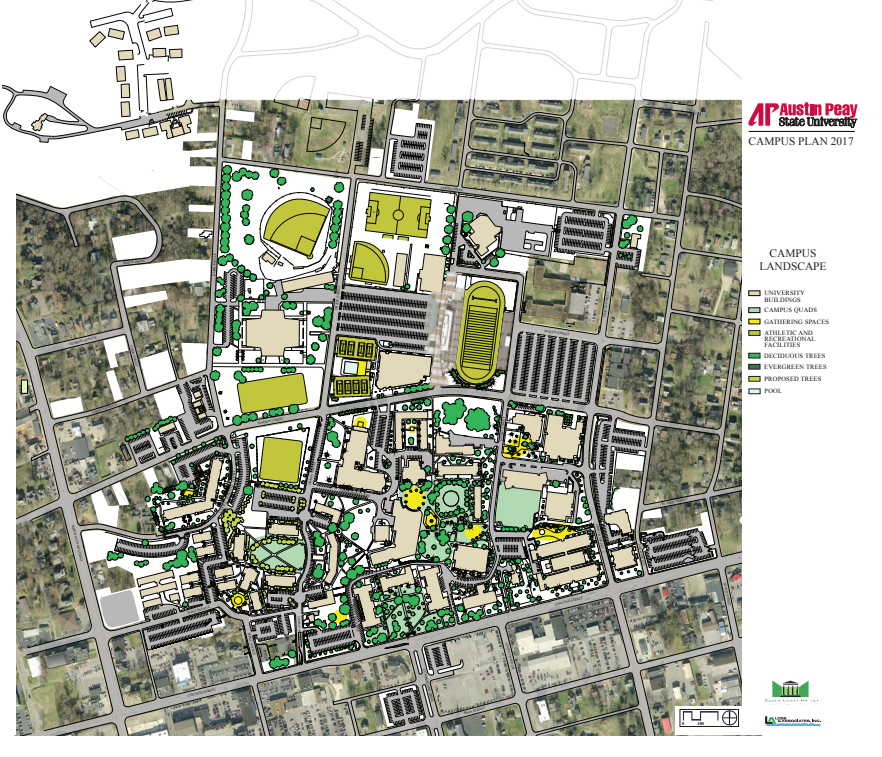 AP Austin Peay
State University
CAMPUS PLAN 2017
CAMPUS
LANDSCAPE
UNIVERSITY
BUILDINGS
CAMPUS QUADS
GATHERING SPACES
ATHLETIC AND
RECREATIONAL
FACILITIES
DECIDUOUS TREES
EVERGREEN TREES
PROPOSED TREES
POOL